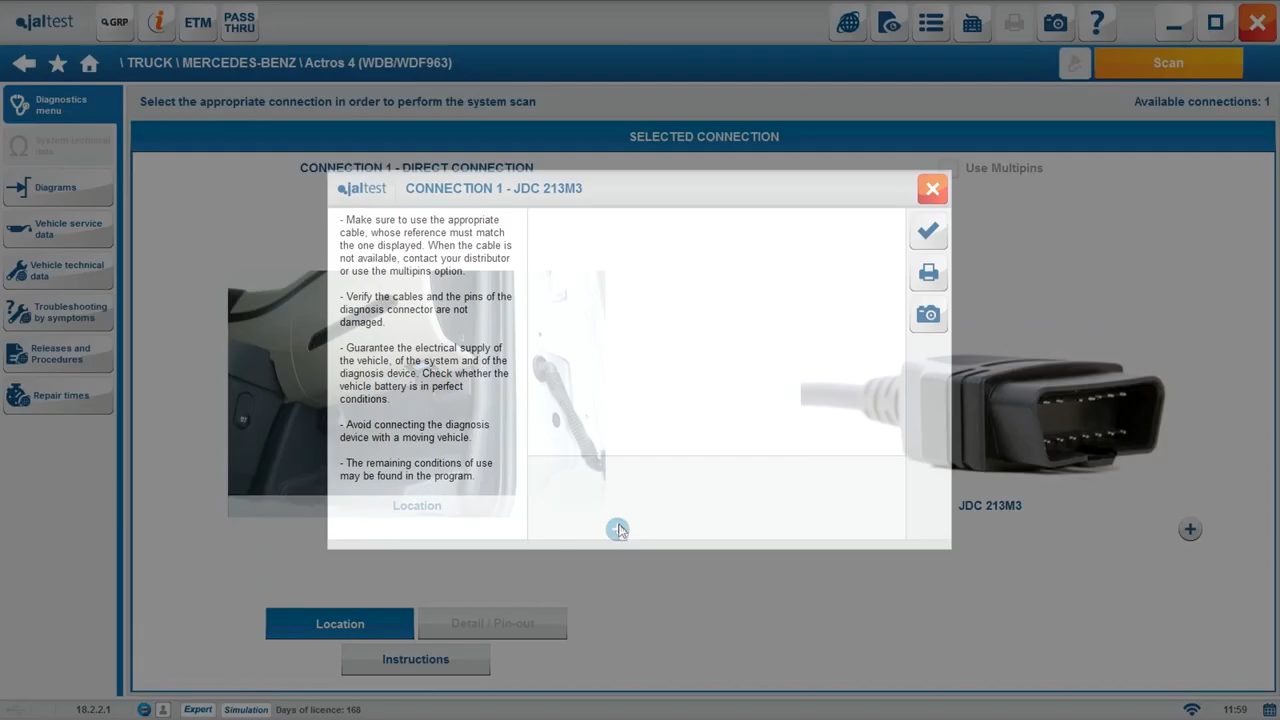 jaltest
GRP
ETM
PASS
THRU
?
\ TRUCK \ MERCEDES-BENZ \ Actros 4 (WDB/WDF963)
Scan
Diagnostics
menu
System technical
data
Diagrams
Vehicle service
data
Vehicle technical
data
Troubleshooting
by symptoms
Releases and
Procedures
Repair times
Select the appropriate connection in order to perform the system scan
Available connections: 1
SELECTED CONNECTION
CONNECTION 1 - DIRECT CONNECTION
Use Multipins
jaltest
CONNECTION 1 - JDC 213M3
- Make sure to use the appropriate
cable, whose reference must match
the one displayed. When the cable is
not available, contact your distributor
or use the multipins option.
- Verify the cables and the pins of the
diagnosis connector are not
damaged.
- Guarantee the electrical supply of
the vehicle, of the system and of the
diagnosis device. Check whether the
vehicle battery is in perfect
conditions.
- Avoid connecting the diagnosis
device with a moving vehicle.
- The remaining conditions of use
may be found in the program.
Location
JDC 213M3
Location
Detail / Pin-out
Instructions
18.2.2.1
Expert
Simulation
Days of licence: 168
11:59